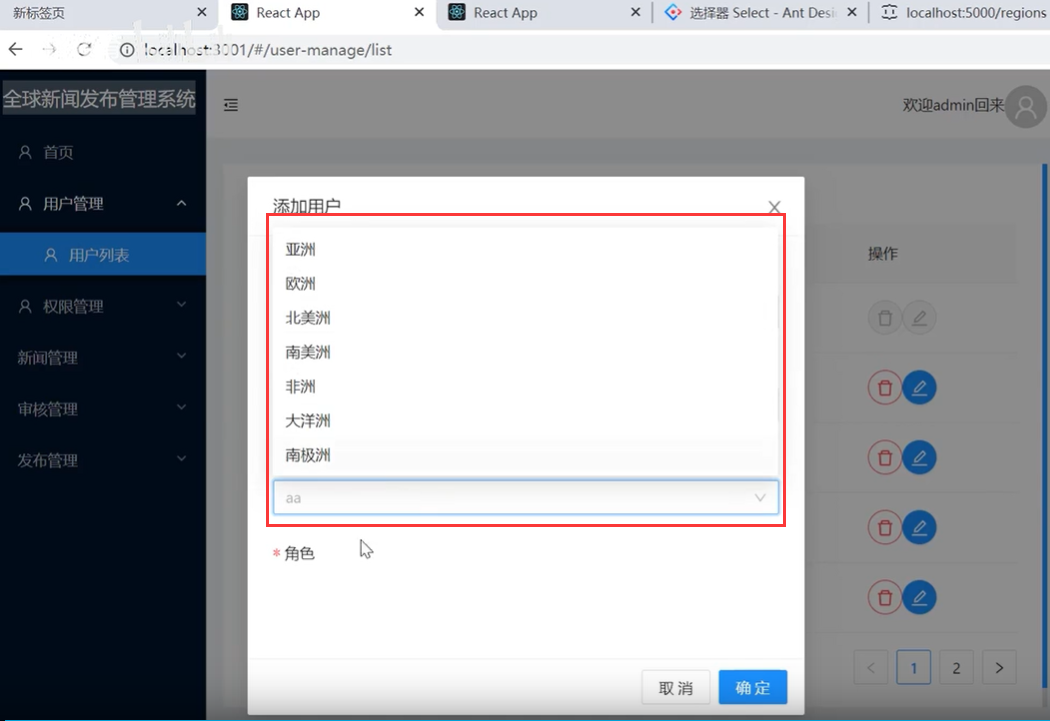 新标签页
React App
React App
选择器 Select - Ant Desi
localhost:5000/regions
localhost:3001/#/user-manage/list
全球新闻发布管理系统
欢迎admin回来
首页
用户管理
用户列表
权限管理
新闻管理
审核管理
发布管理
添加用户
亚洲
欧洲
北美洲
南美洲
非洲
大洋洲
南极洲
aa
* 角色
取 消
确 定
操作
1
2